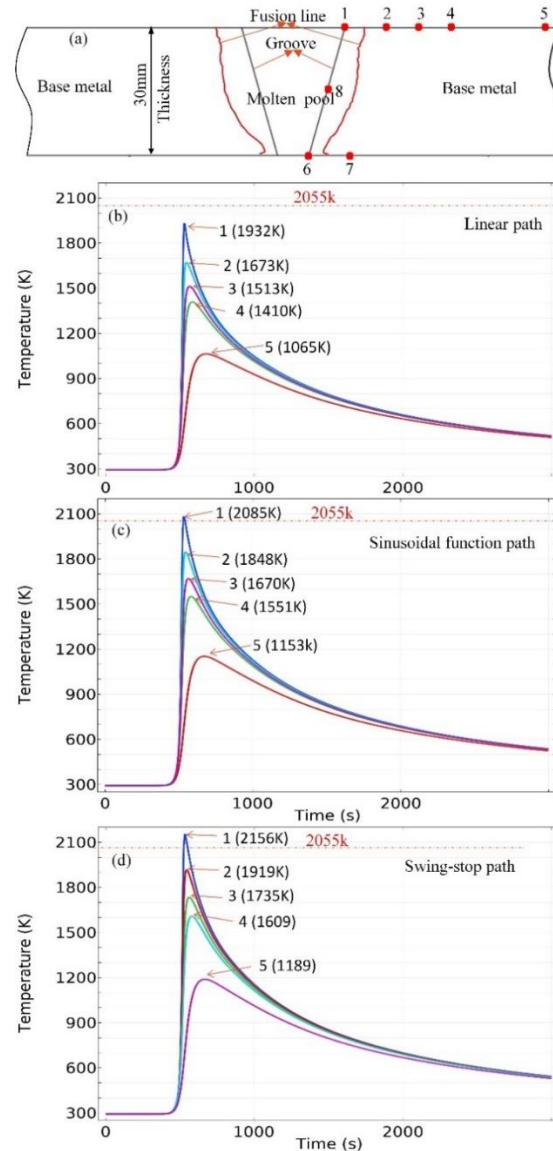 Fusion line
1 2 3 4 5
(a)
Groove
Base metal
30mm
Thickness
Molten pool
8
Base metal
6 7
2100
1800
1500
1200
900
600
300
Temperature (K)
(b)
2055k
Linear path
1 (1932K)
2 (1673K)
3 (1513K)
4 (1410K)
5 (1065K)
0 1000 2000
2100
1800
1500
1200
900
600
300
Temperature (K)
(c)
1 (2085K)
2055k
Sinusoidal function path
2 (1848K)
3 (1670K)
4 (1551K)
5 (1153k)
0 1000 2000
Time (s)
2100
1800
1500
1200
900
600
300
Temperature (K)
(d)
1 (2156K)
2055k
Swing-stop path
2 (1919K)
3 (1735K)
4 (1609)
5 (1189)
0 1000 2000
Time (s)